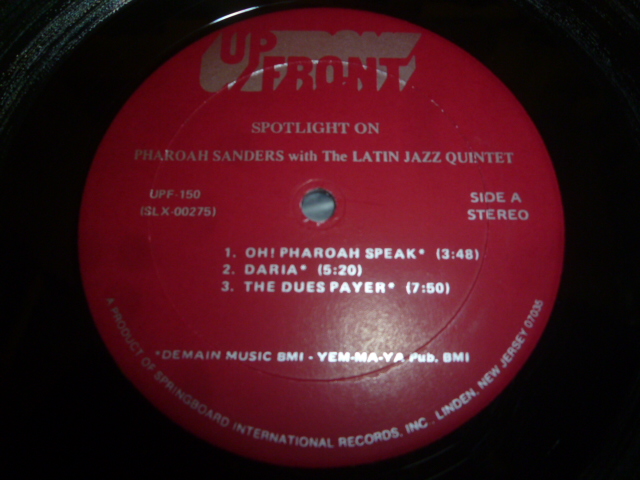 UP
FRONT
SPOTLIGHT ON
PHAROAH SANDERS with The LATIN JAZZ QUINTET
UPF-150
(SLX-00275)
SIDE A
STEREO
1. OH! PHAROAH SPEAK* (3:48)
2. DARIA* (5:20)
3. THE DUES PAYER* (7:50)
*DEMAIN MUSIC BMI - YEM-MA-YA Pub. BMI
A PRODUCT OF SPRINGBOARD INTERNATIONAL RECORDS, INC., LINDEN, NEW JERSEY 07035